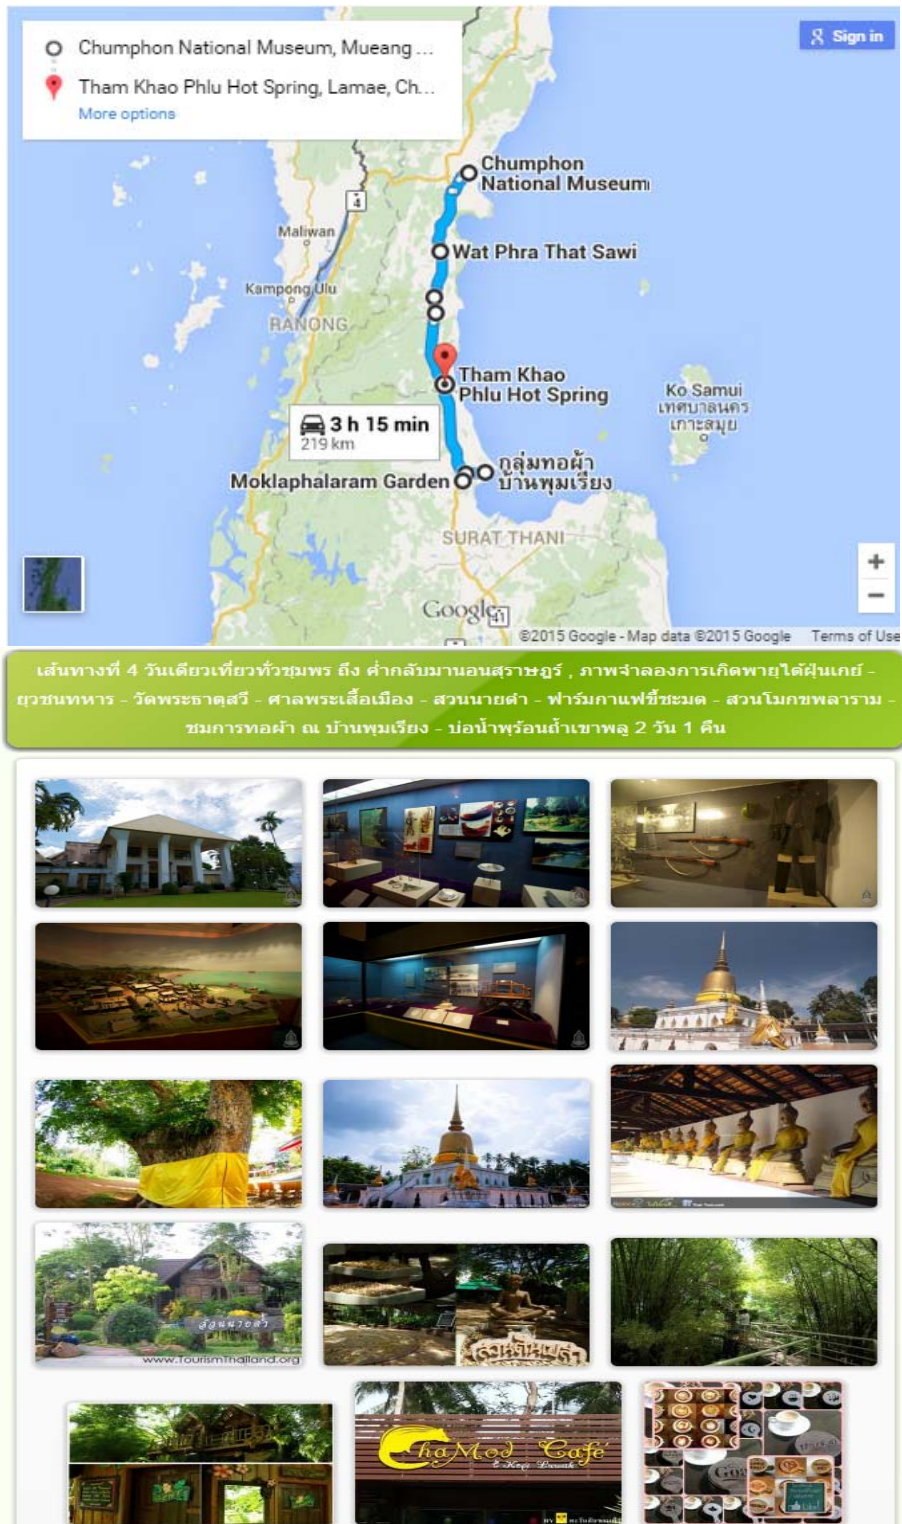 Chumphon National Museum, Mueang ...
Sign in
Tham Khao Phlu Hot Spring, Lamae, Ch...
More options
Chumphon
National Museum
4
Maliwan
Wat Phra That Sawi
Kampong Ulu
RANONG
Tham Khao
Phlu Hot Spring
Ko Samui
เทศบาลนคร
เกาะสมุย
3 h 15 min
219 km
กลุ่มทอผ้า
บ้านพุมเรียง
Moklaphalaram Garden
SURAT THANI
+
−
Google
41
©2015 Google - Map data ©2015 Google Terms of Use
เส้นทางที่ 4 วันเดียวเที่ยวทั่วชุมพร ถึง ค่ำกลับมานอนสุราษฎร์ , ภาพจำลองการเกิดพายุไต้ฝุ่นเกย์ -
ยุวชนทหาร - วัดพระธาตุสวี - ศาลพระเสื้อเมือง - สวนนายดำ - ฟาร์มกาแฟขี้ชะมด - สวนโมกขพลาราม -
ชมการทอผ้า ณ บ้านพุมเรียง - บ่อน้ำพุร้อนถ้ำเขาพลู 2 วัน 1 คืน
สวนนายดำ
www.TourismThailand.org
ChaMod Cafe'
& Kopi Luwak